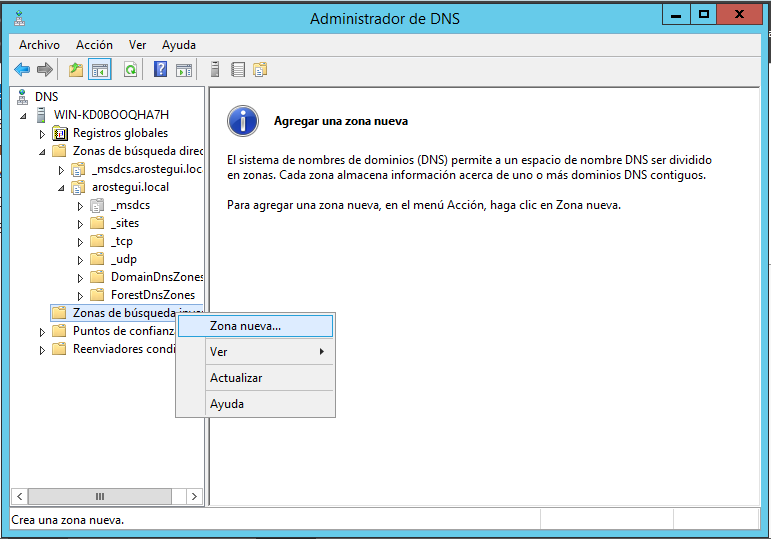 Administrador de DNS
Archivo Acción Ver Ayuda
DNS
WIN-KD0BOOQHA7H
Registros globales
Zonas de búsqueda direc
_msdcs.arostegui.loca
arostegui.local
_msdcs
_sites
_tcp
_udp
DomainDnsZones
ForestDnsZones
Zonas de búsqueda inver
Puntos de confianza
Reenviadores condi
Agregar una zona nueva
El sistema de nombres de dominios (DNS) permite a un espacio de nombre DNS ser dividido
en zonas. Cada zona almacena información acerca de uno o más dominios DNS contiguos.
Para agregar una zona nueva, en el menú Acción, haga clic en Zona nueva.
Zona nueva...
Ver
Actualizar
Ayuda
Crea una zona nueva.